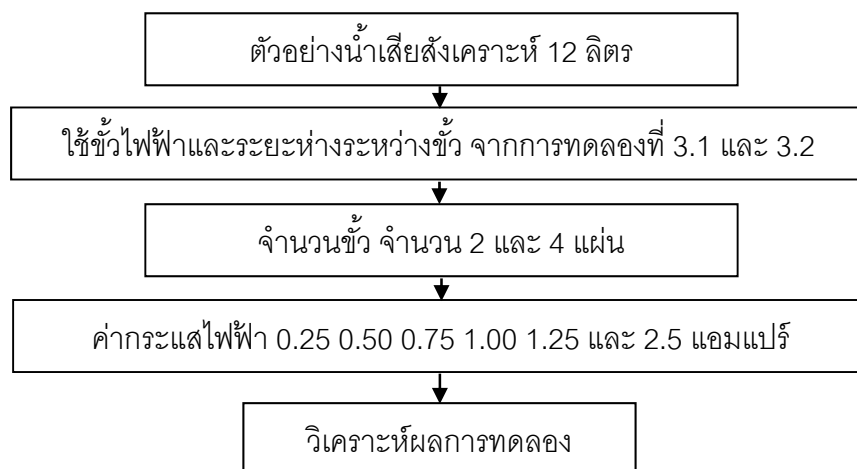 ตัวอย่างน้ำเสียสังเคราะห์ 12 ลิตร
ใช้ขั้วไฟฟ้าและระยะห่างระหว่างขั้ว จากการทดลองที่ 3.1 และ 3.2
จำนวนขั้ว จำนวน 2 และ 4 แผ่น
ค่ากระแสไฟฟ้า 0.25 0.50 0.75 1.00 1.25 และ 2.5 แอมแปร์
วิเคราะห์ผลการทดลอง